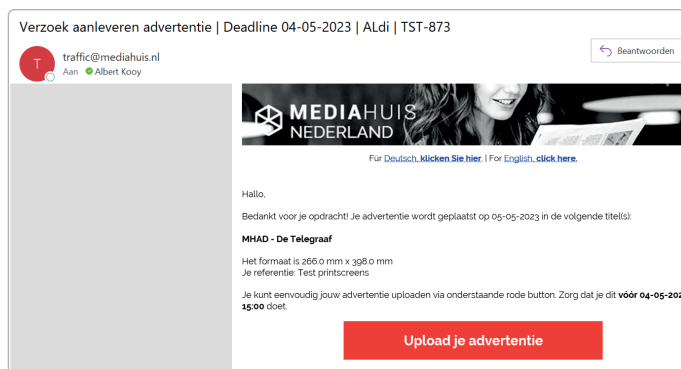 Verzoek aanleveren advertentie | Deadline 04-05-2023 | ALdi | TST-873
T
traffic@mediahuis.nl
Aan Albert Kooy
Beantwoorden
MEDIAHUIS
NEDERLAND
Für Deutsch, klicken Sie hier. | For English, click here.
Hallo,
Bedankt voor je opdracht! Je advertentie wordt geplaatst op 05-05-2023 in de volgende titel(s):
MHAD - De Telegraaf
Het formaat is 266.0 mm x 398.0 mm
Je referentie: Test printscreens
Je kunt eenvoudig jouw advertentie uploaden via onderstaande rode button. Zorg dat je dit vóór 04-05-202
15:00 doet.
Upload je advertentie